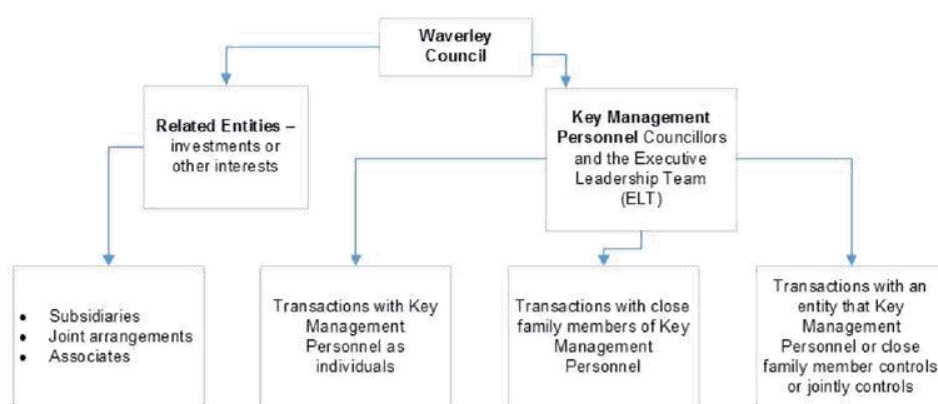 Waverley
Council
Related Entities –
investments or
other interests
Key Management
Personnel Councillors
and the Executive
Leadership Team
(ELT)
• Subsidiaries
• Joint arrangements
• Associates
Transactions with Key
Management
Personnel as
individuals
Transactions with close
family members of Key
Management
Personnel
Transactions with an
entity that Key
Management
Personnel or close
family member controls
or jointly controls